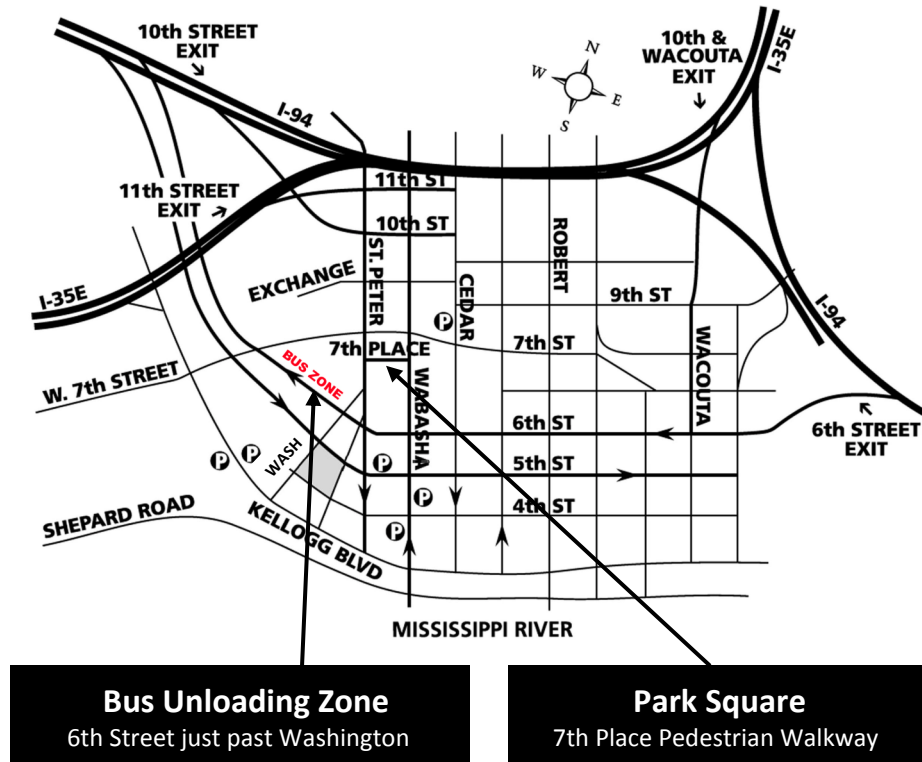 10th STREET
EXIT
10th &
WACOUTA
EXIT
I-35E
N
W
E
S
I-94
11th STREET
EXIT
11th ST
10th ST
ST. PETER
ROBERT
EXCHANGE
CEDAR
I-35E
9th ST
I-94
P
7th PLACE
7th ST
WACOUTA
BUS ZONE
W. 7th STREET
WABASHA
6th ST
6th STREET
EXIT
WASH
P
P
P
5th ST
P
4th ST
SHEPARD ROAD
KELLOGG BLVD
P
MISSISSIPPI RIVER
Bus Unloading Zone
6th Street just past Washington
Park Square
7th Place Pedestrian Walkway